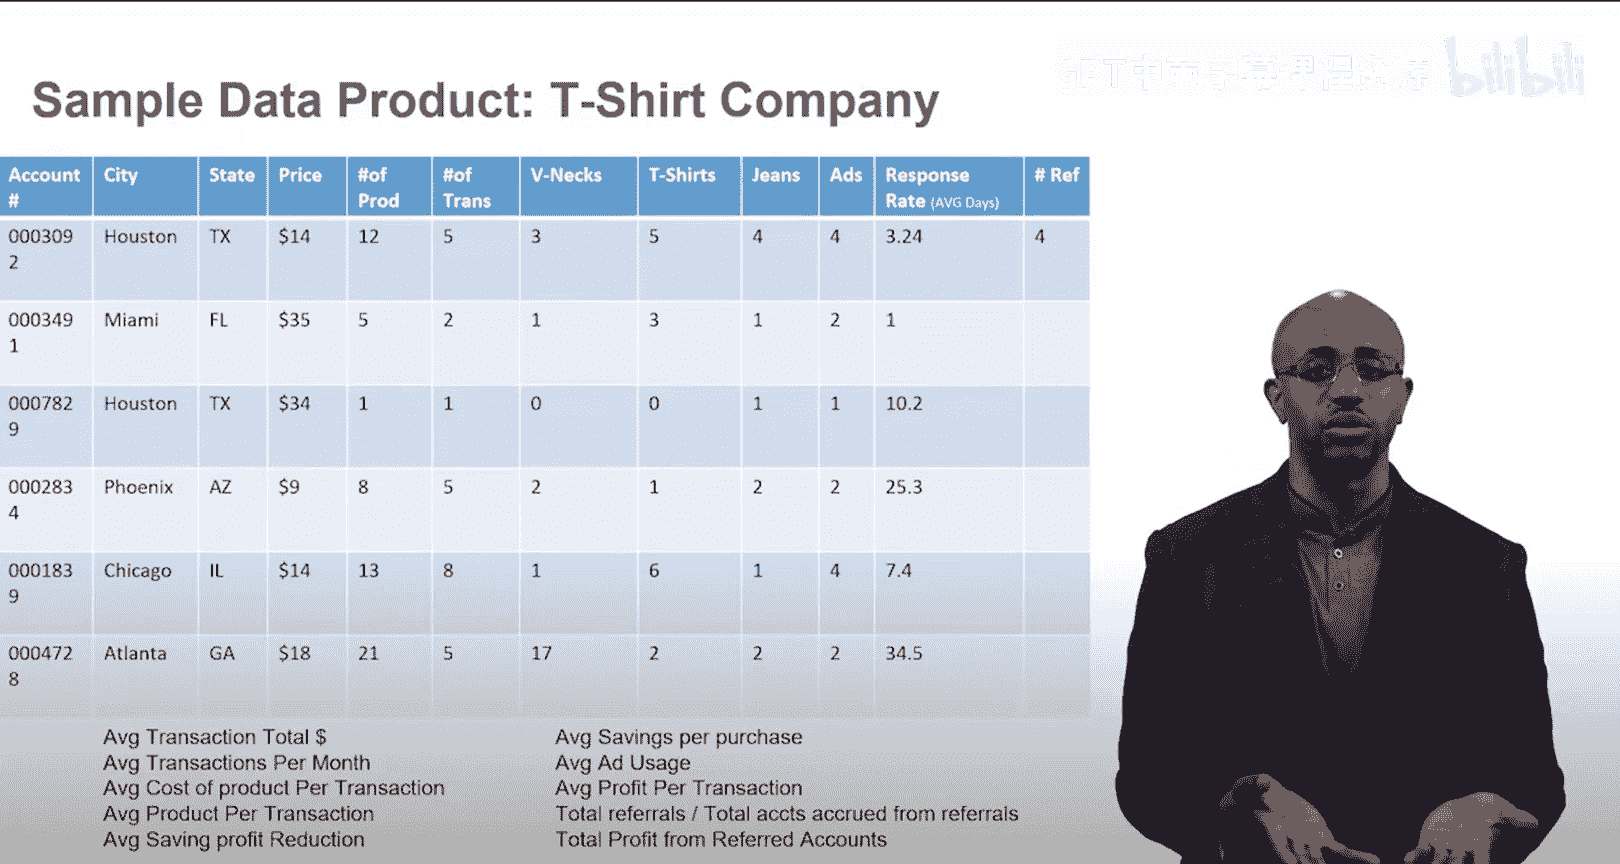 bilibili
Sample Data Product: T-Shirt Company
Account # City State Price #of Prod #of Trans V-Necks T-Shirts Jeans Ads Response Rate (AVG Days) # Ref
0003092 Houston TX $14 12 5 3 5 4 4 3.24 4
0003491 Miami FL $35 5 2 1 3 1 2 1
0007829 Houston TX $34 1 1 0 0 1 1 10.2
0002834 Phoenix AZ $9 8 5 2 1 2 2 25.3
0001839 Chicago IL $14 13 8 1 6 1 4 7.4
0004728 Atlanta GA $18 21 5 17 2 2 2 34.5
Avg Transaction Total $
Avg Transactions Per Month
Avg Cost of product Per Transaction
Avg Product Per Transaction
Avg Saving profit Reduction
Avg Savings per purchase
Avg Ad Usage
Avg Profit Per Transaction
Total referrals / Total accts accrued from referrals
Total Profit from Referred Accounts